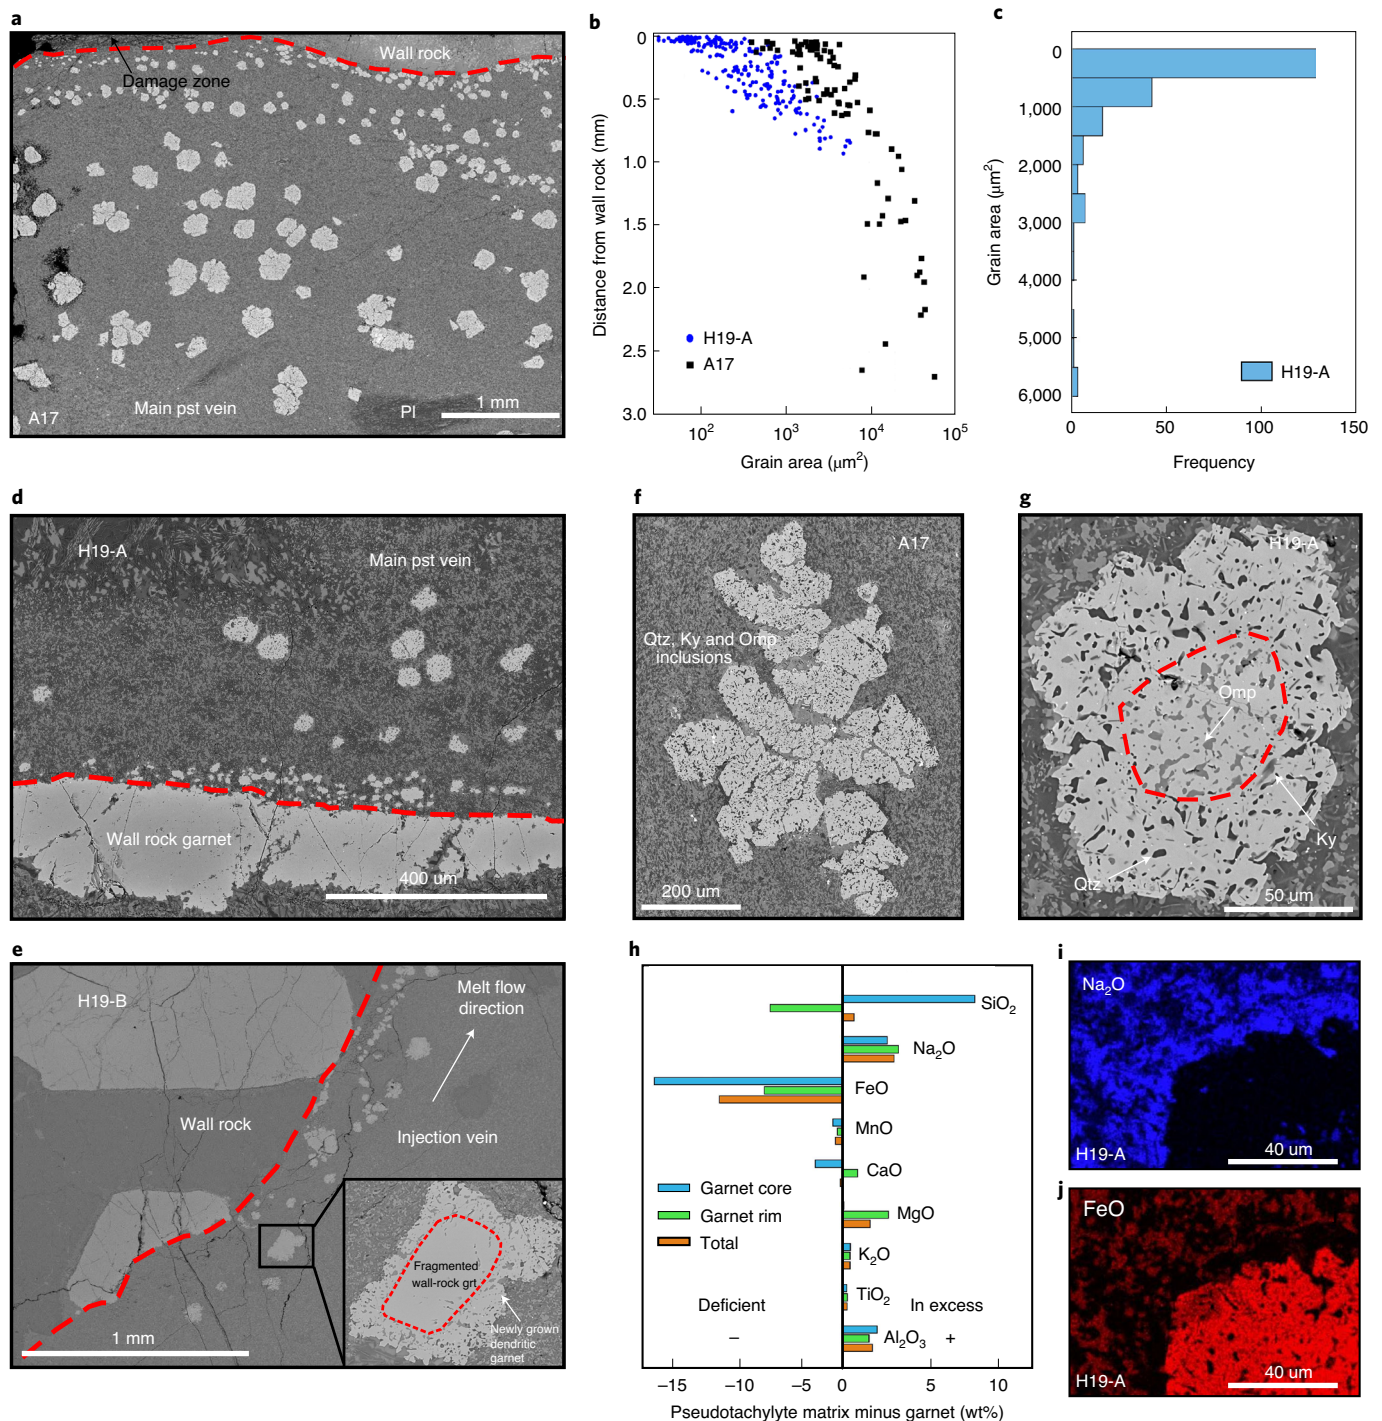 a
Wall rock
Damage zone
Main pst vein
Pl
1 mm
A17
b
0
0.5
1.0
1.5
2.0
2.5
3.0
Distance from wall rock (mm)
H19-A
A17
10²
10³
10⁴
10⁵
Grain area (µm²)
c
0
1,000
2,000
3,000
4,000
5,000
6,000
Grain area (µm²)
H19-A
0
50
100
150
Frequency
d
H19-A
Main pst vein
Wall rock garnet
400 um
f
A17
Qtz, Ky and Omp
inclusions
200 um
g
H19-A
Omp
Ky
Qtz
50 µm
e
H19-B
Melt flow
direction
Wall rock
Injection vein
Fragmented
wall-rock grt
Newly grown
dendritic
garnet
1 mm
h
SiO₂
Na₂O
FeO
MnO
CaO
MgO
K₂O
TiO₂
Al₂O₃
Garnet core
Garnet rim
Total
Deficient
In excess
–
+
–15
–10
–5
0
5
10
Pseudotachylyte matrix minus garnet (wt%)
i
Na₂O
H19-A
40 um
j
FeO
H19-A
40 um